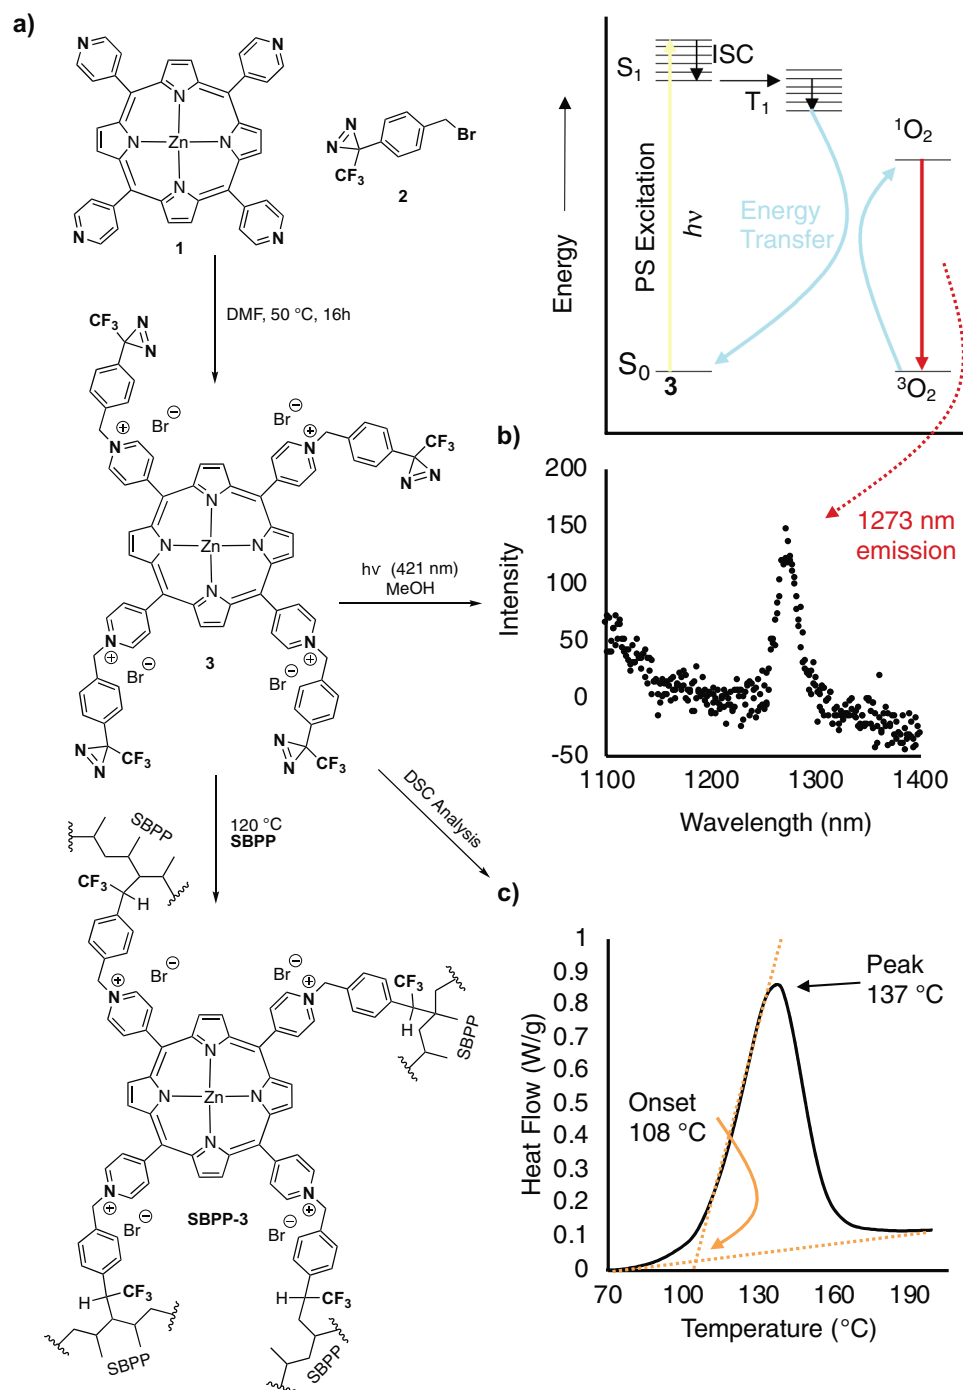 a)
N
N
N
N
N
N
N
N
Zn
1
N
N
CF3
Br
2
DMF, 50 °C, 16h
CF3
N
N
Br⊖
Br⊖
CF3
N
N
N
N
⊕
⊕
N
N
N
N
Zn
N
N
⊕
⊕
Br⊖
Br⊖
3
N
N
CF3
N
N
CF3
hν (421 nm)
MeOH
DSC Analysis
120 °C
SBPP
SBPP
CF3
H
Br⊖
Br⊖
CF3
H
SBPP
N
N
⊕
⊕
N
N
N
N
Zn
N
N
⊕
⊕
Br⊖
Br⊖
SBPP-3
H
CF3
SBPP
H
CF3
SBPP
Energy
S1
ISC
T1
1O2
PS Excitation
hν
Energy
Transfer
S0
3
3O2
b)
200
150
100
50
0
-50
Intensity
1273 nm
emission
1100
1200
1300
1400
Wavelength (nm)
c)
1
0.9
0.8
0.7
0.6
0.5
0.4
0.3
0.2
0.1
0
Heat Flow (W/g)
Peak
137 °C
Onset
108 °C
70
100
130
160
190
Temperature (°C)